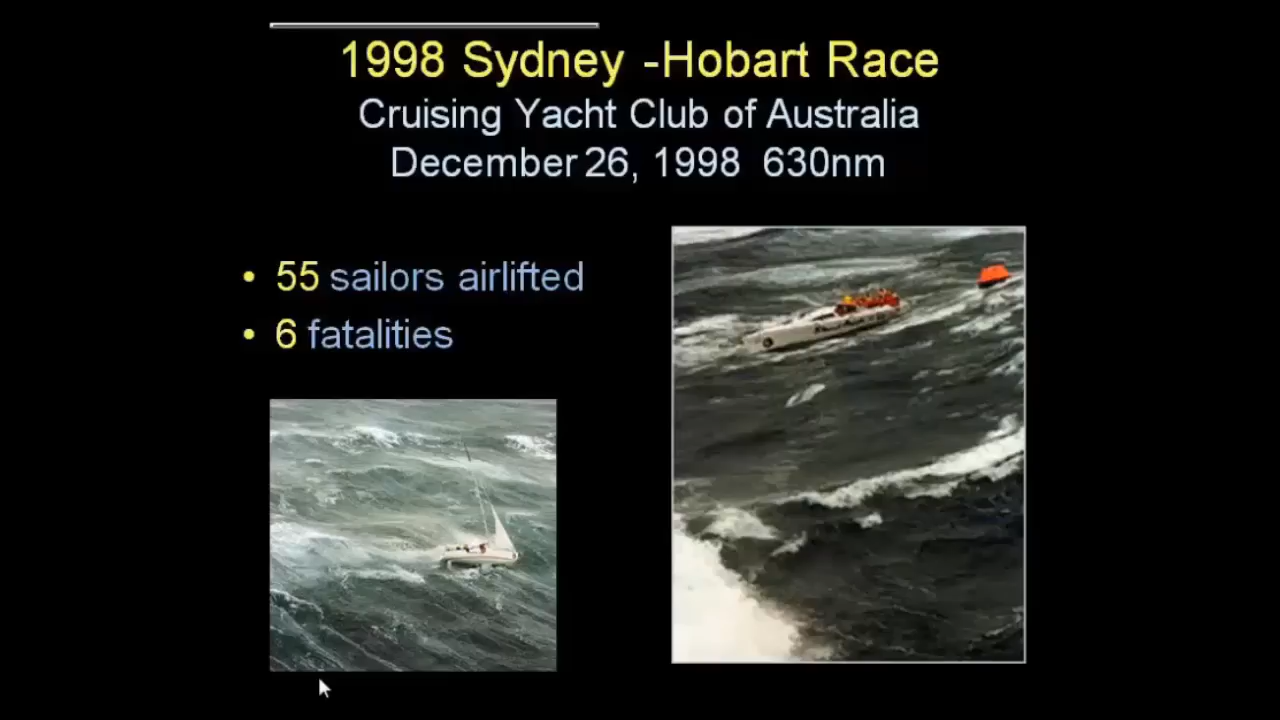 1998 Sydney -Hobart Race
Cruising Yacht Club of Australia
December 26, 1998 630nm
• 55 sailors airlifted
• 6 fatalities